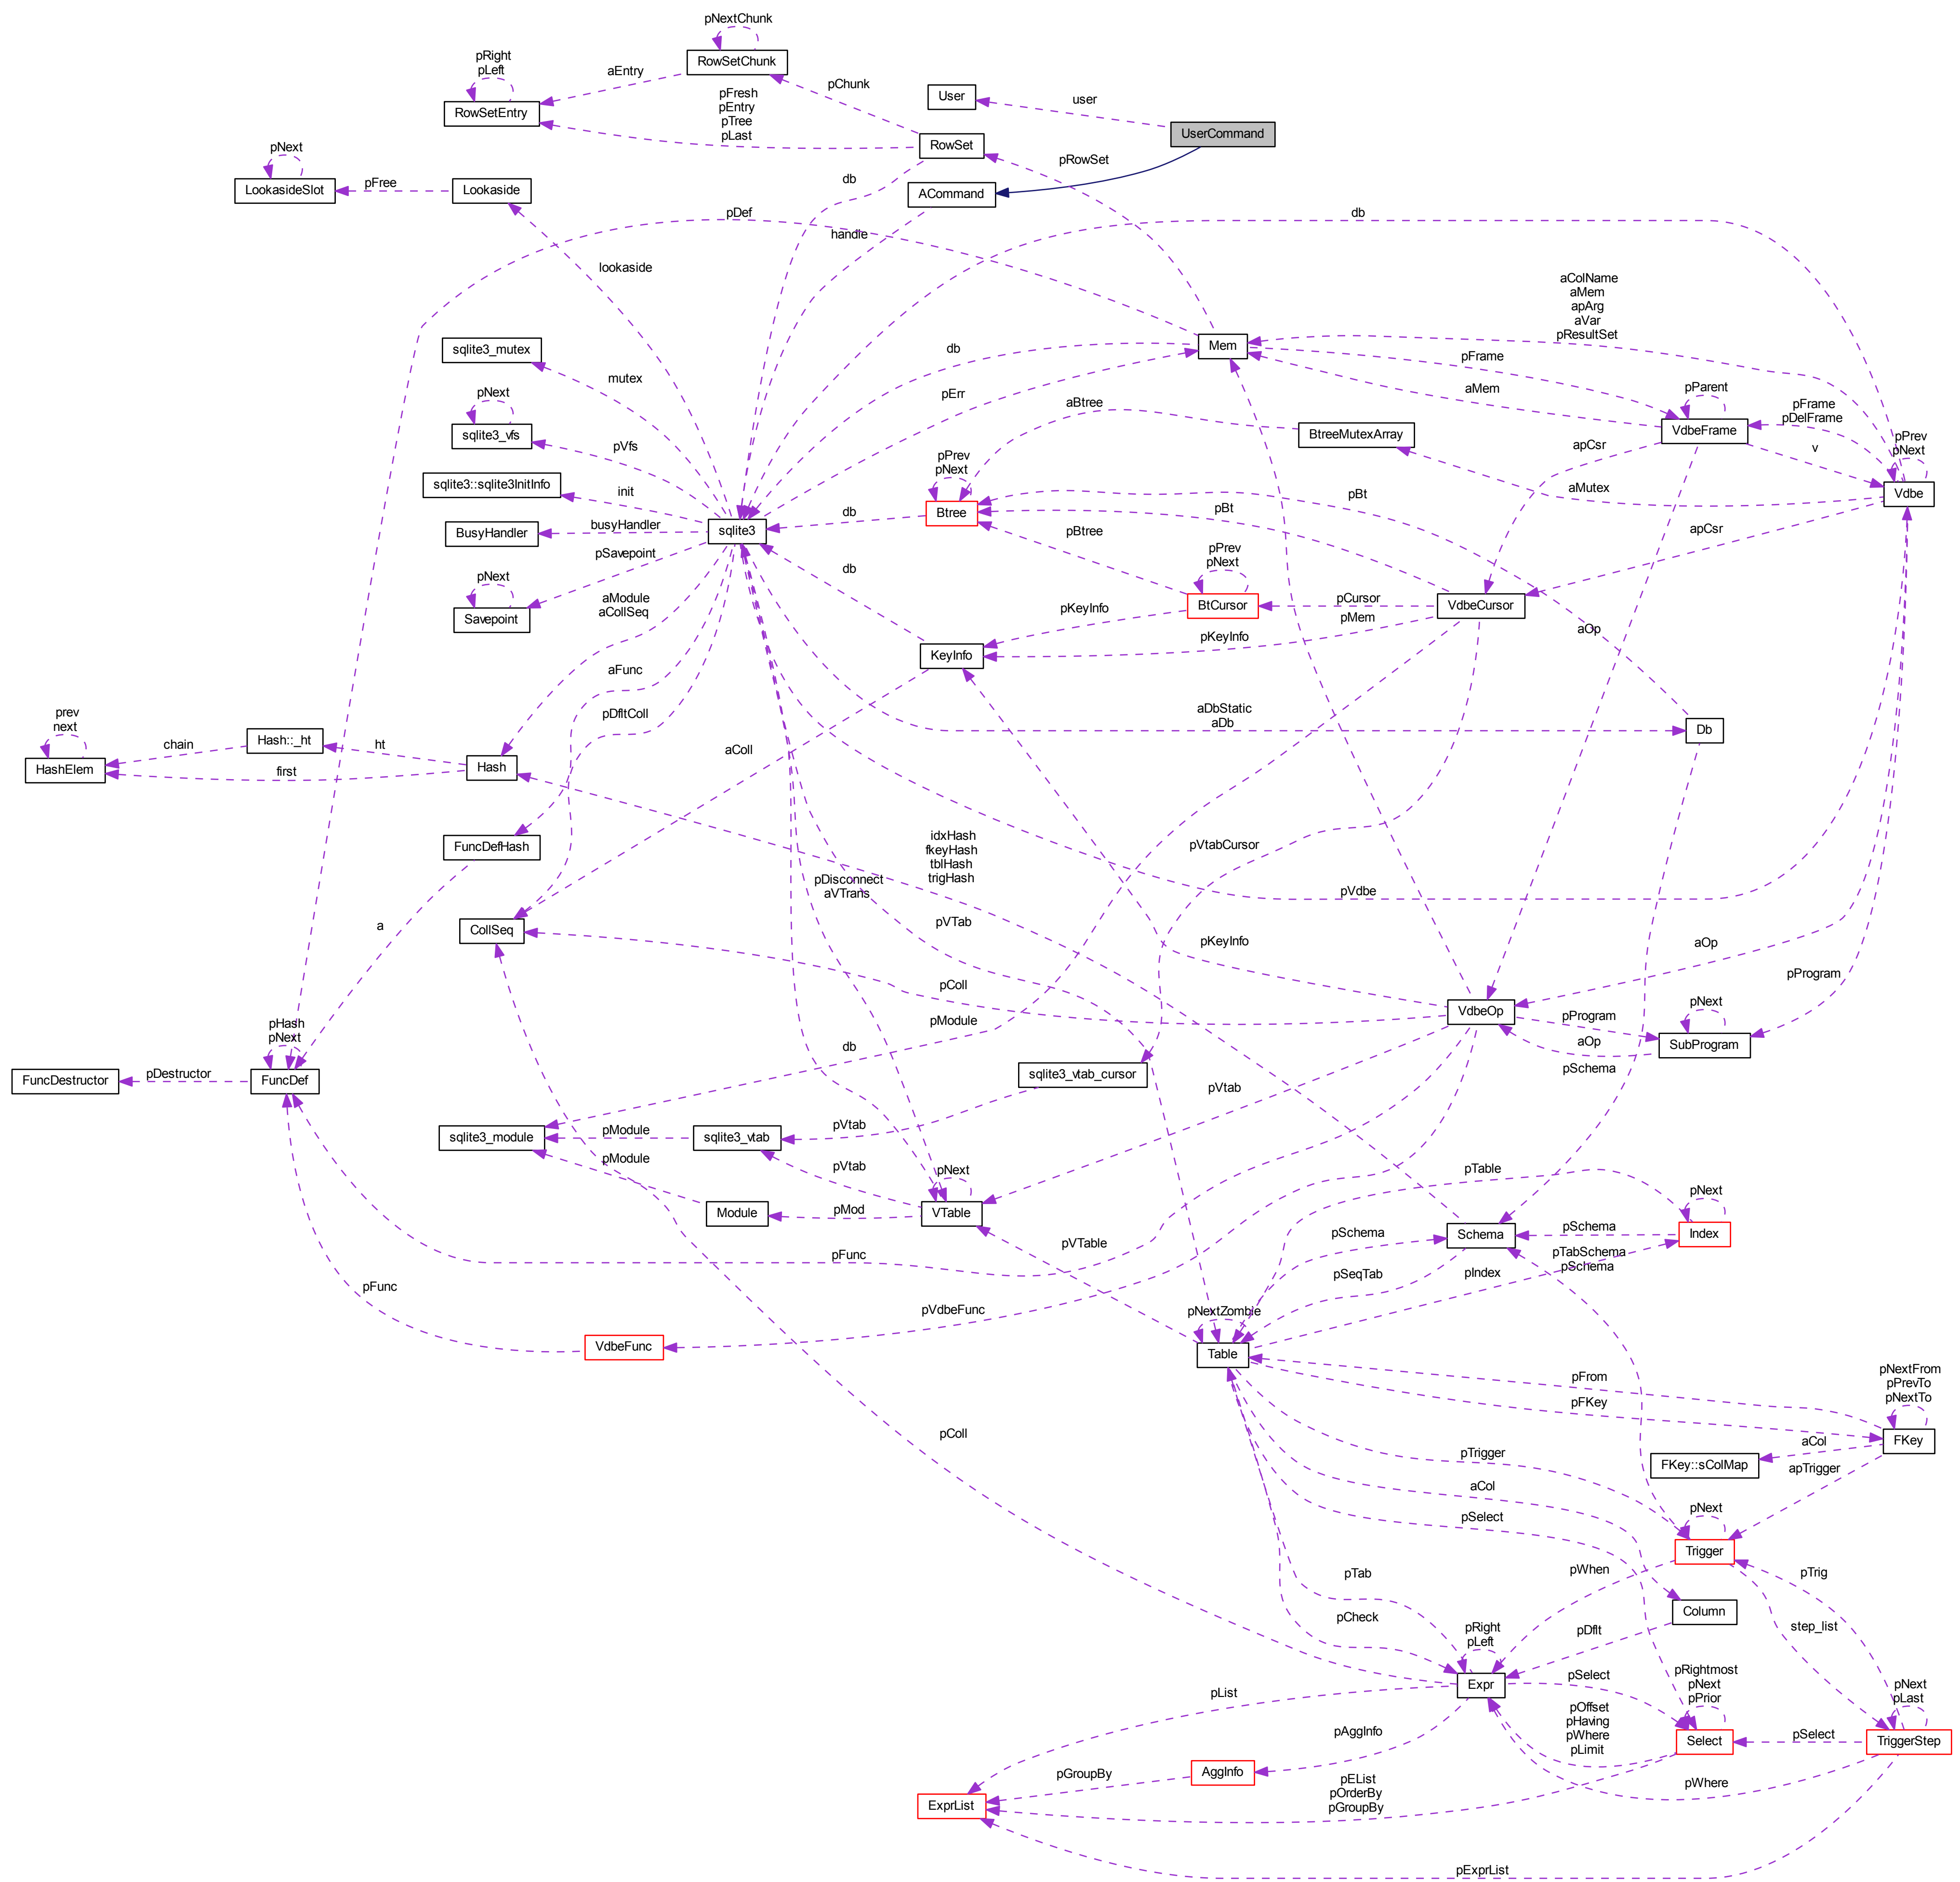 pNextChunk
RowSetChunk
pRight
pLeft
aEntry
RowSetEntry
pChunk
pFresh
pEntry
pTree
pLast
User
user
UserCommand
RowSet
pRowSet
pNext
LookasideSlot
pFree
Lookaside
db
ACommand
pDef
handle
db
lookaside
aColName
aMem
apArg
aVar
pResultSet
sqlite3_mutex
mutex
db
Mem
pFrame
pErr
aMem
pParent
VdbeFrame
pFrame
pDelFrame
pNext
sqlite3_vfs
pVfs
aBtree
BtreeMutexArray
apCsr
v
pPrev
pNext
Vdbe
sqlite3::sqlite3InitInfo
init
pPrev
pNext
Btree
pBt
aMutex
BusyHandler
busyHandler
sqlite3
db
pBt
pBtree
apCsr
pSavepoint
pNext
Savepoint
db
pPrev
pNext
BtCursor
pCursor
VdbeCursor
aModule
aCollSeq
pKeyInfo
pMem
pKeyInfo
KeyInfo
aOp
aFunc
pDfltColl
aDbStatic
aDb
Db
prev
next
HashElem
chain
Hash::_ht
ht
first
Hash
aColl
FuncDefHash
idxHash
fkeyHash
tblHash
trigHash
pVtabCursor
pDisconnect
aVTrans
pVdbe
a
CollSeq
pVTab
pKeyInfo
aOp
pProgram
pColl
VdbeOp
pProgram
pNext
SubProgram
aOp
pHash
pNext
FuncDef
pDestructor
FuncDestructor
db
pModule
sqlite3_vtab_cursor
pSchema
pVtab
sqlite3_module
pModule
sqlite3_vtab
pVtab
pModule
pVtab
pNext
VTable
pMod
Module
pTable
pNext
Index
pSchema
Schema
pSchema
pTabSchema
pSchema
pVTable
pSeqTab
pIndex
pFunc
pFunc
pVdbeFunc
VdbeFunc
pNextZombie
Table
pFrom
pFKey
pNextFrom
pPrevTo
pNextTo
FKey
aCol
FKey::sColMap
apTrigger
pColl
pTrigger
aCol
pSelect
pNext
Trigger
pWhen
pTrig
pTab
pCheck
Column
step_list
pDflt
pRight
pLeft
Expr
pSelect
pRightmost
pNext
pPrior
Select
pNext
pLast
TriggerStep
pSelect
pList
pOffset
pHaving
pWhere
pLimit
pAggInfo
AggInfo
pGroupBy
ExprList
pEList
pOrderBy
pGroupBy
pWhere
pExprList